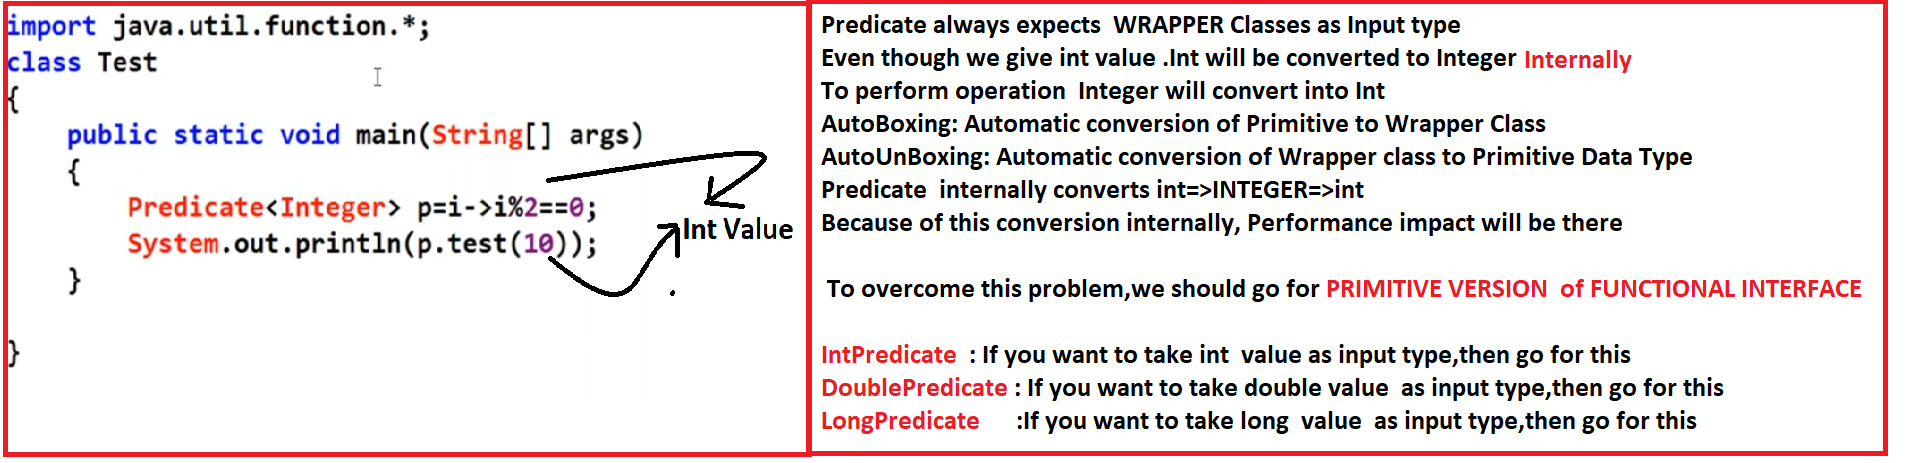 import java.util.function.*;
class Test
{
public static void main(String[] args)
{
Predicate<Integer> p=i->i%2==0;
System.out.println(p.test(10));
}
}
Int Value
Predicate always expects WRAPPER Classes as Input type
Even though we give int value .Int will be converted to Integer Internally
To perform operation Integer will convert into Int
AutoBoxing: Automatic conversion of Primitive to Wrapper Class
AutoUnBoxing: Automatic conversion of Wrapper class to Primitive Data Type
Predicate internally converts int=>INTEGER=>int
Because of this conversion internally, Performance impact will be there
To overcome this problem,we should go for PRIMITIVE VERSION of FUNCTIONAL INTERFACE
IntPredicate : If you want to take int value as input type,then go for this
DoublePredicate : If you want to take double value as input type,then go for this
LongPredicate :If you want to take long value as input type,then go for this